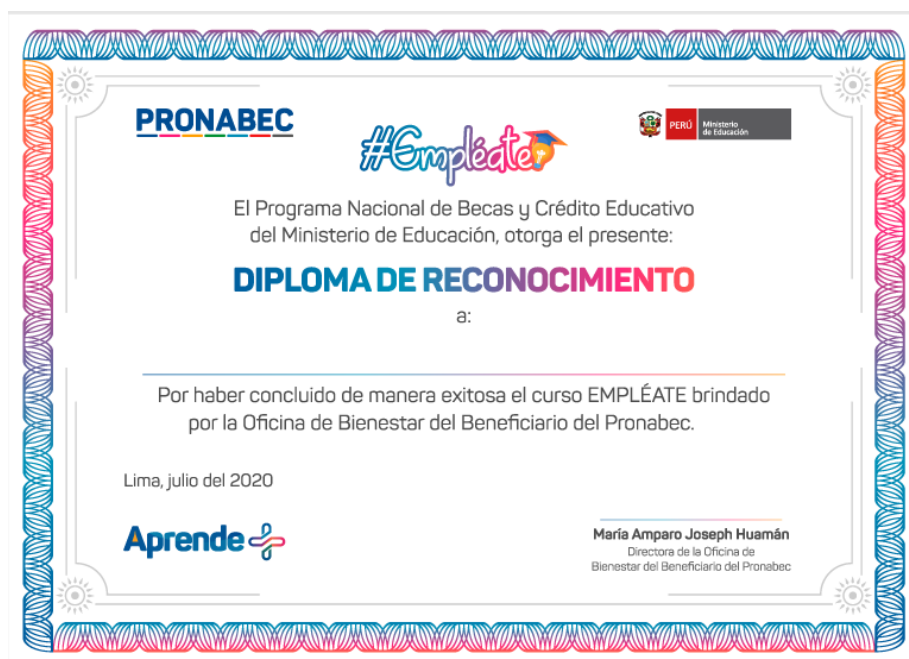 PRONABEC
#Empléate
PERÚ
Ministerio
de Educación
El Programa Nacional de Becas y Crédito Educativo
del Ministerio de Educación, otorga el presente:
DIPLOMA DE RECONOCIMIENTO
a:
Por haber concluido de manera exitosa el curso EMPLÉATE brindado
por la Oficina de Bienestar del Beneficiario del Pronabec.
Lima, julio del 2020
Aprende
María Amparo Joseph Huamán
Directora de la Oficina de
Bienestar del Beneficiario del Pronabec